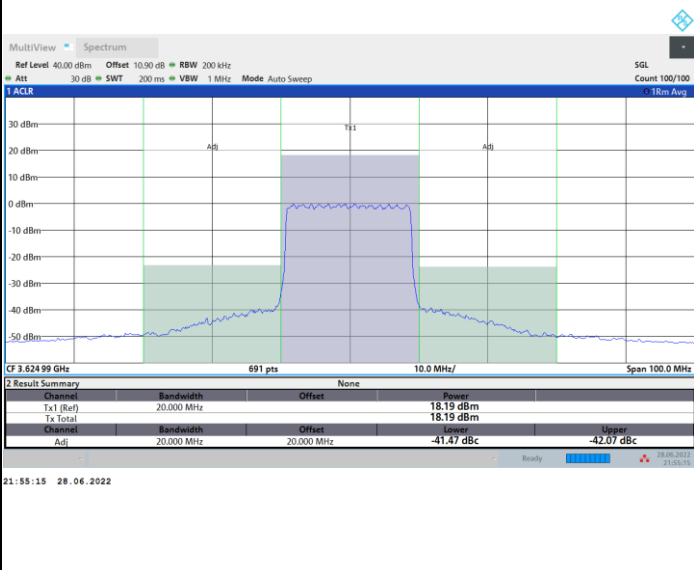 MultiView Spectrum
Ref Level 40.00 dBm Offset 10.90 dB RBW 200 kHz SGL
Att 30 dB SWT 200 ms VBW 1 MHz Mode Auto Sweep Count 100/100
1 ACLR 1Rm Avg
30 dBm
Tx1
20 dBm
Adj Adj
10 dBm
0 dBm
-10 dBm
-20 dBm
-30 dBm
-40 dBm
-50 dBm
CF 3.624 99 GHz 691 pts 10.0 MHz/ Span 100.0 MHz
2 Result Summary None
Channel Bandwidth Offset Power
Tx1 (Ref) 20.000 MHz 18.19 dBm
Tx Total 18.19 dBm
Channel Bandwidth Offset Lower Upper
Adj 20.000 MHz 20.000 MHz -41.47 dBc -42.07 dBc
Ready 28.06.2022
21:55:15
21:55:15 28.06.2022